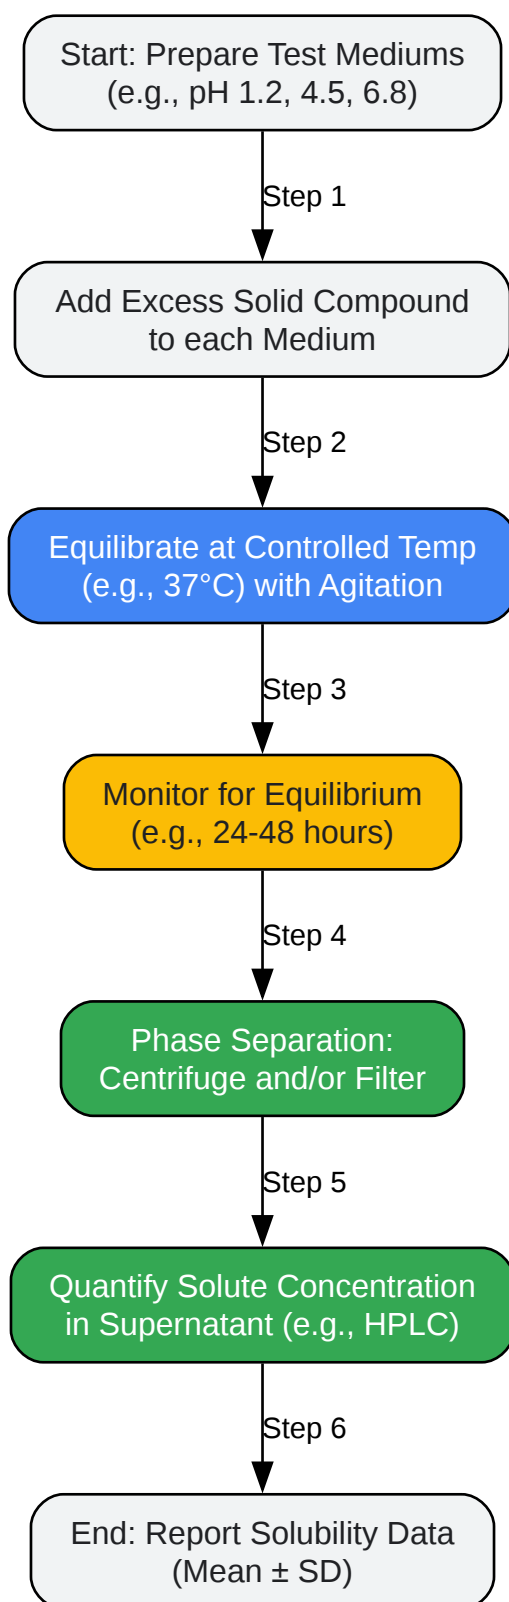 Start: Prepare Test Mediums
(e.g., pH 1.2, 4.5, 6.8)
Step 1
Add Excess Solid Compound
to each Medium
Step 2
Equilibrate at Controlled Temp
(e.g., 37°C) with Agitation
Step 3
Monitor for Equilibrium
(e.g., 24-48 hours)
Step 4
Phase Separation:
Centrifuge and/or Filter
Step 5
Quantify Solute Concentration
in Supernatant (e.g., HPLC)
Step 6
End: Report Solubility Data
(Mean ± SD)